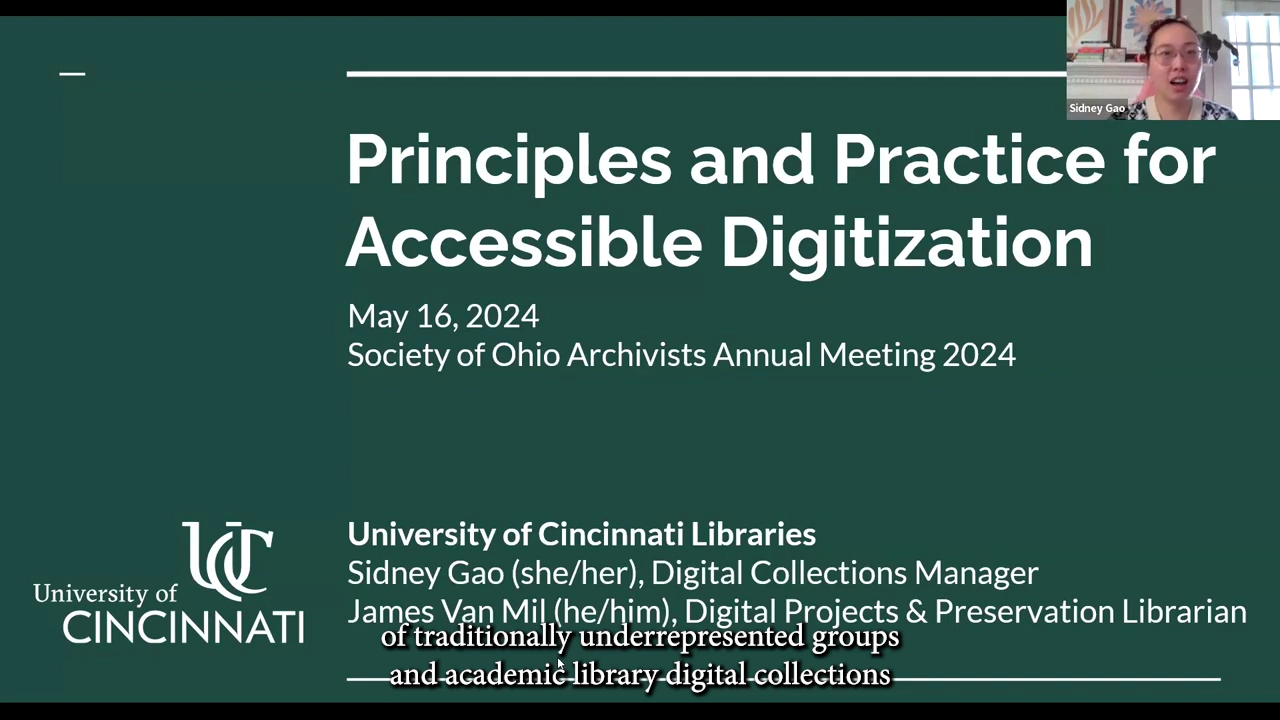 Sidney Gao
Principles and Practice for
Accessible Digitization
May 16, 2024
Society of Ohio Archivists Annual Meeting 2024
University of Cincinnati Libraries
Sidney Gao (she/her), Digital Collections Manager
James Van Mil (he/him), Digital Projects & Preservation Librarian
UC
University of
CINCINNATI
of traditionally underrepresented groups
and academic library digital collections